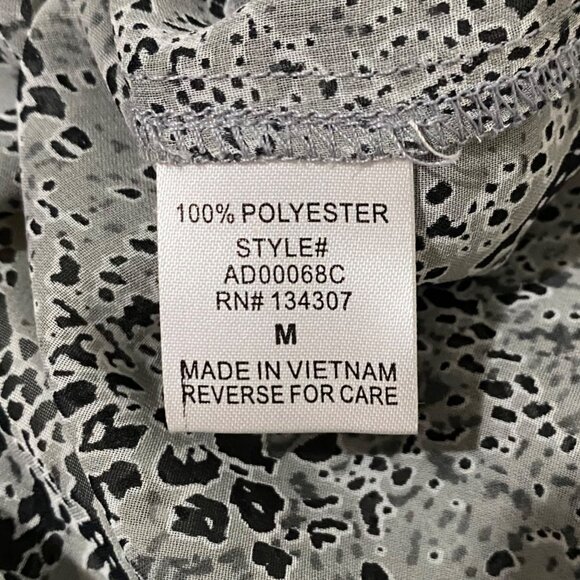 100% POLYESTER
STYLE#
AD00068C
RN# 134307
M
MADE IN VIETNAM
REVERSE FOR CARE